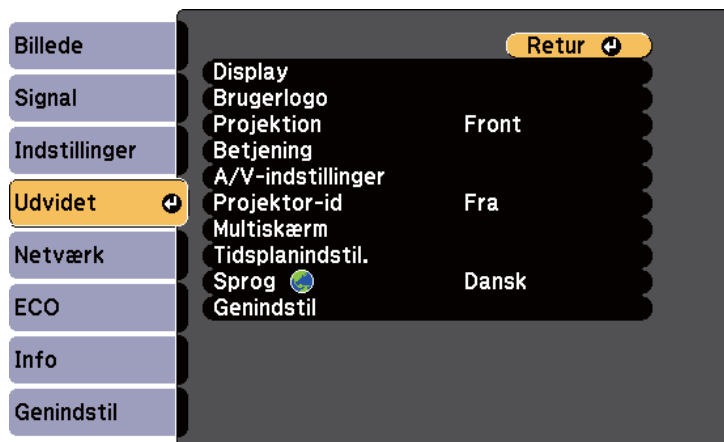 Billede
Signal
Indstillinger
Udvidet
Netværk
ECO
Info
Genindstil
Retur
Display
Brugerlogo
Projektion Front
Betjening
A/V-indstillinger
Projektor-id Fra
Multiskærm
Tidsplanindstil.
Sprog Dansk
Genindstil